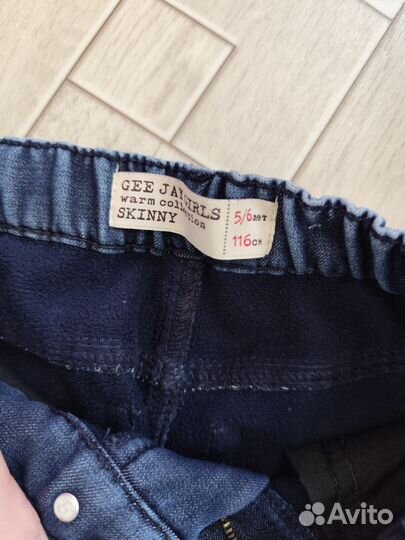 GEE JAY GIRLS
warm collection
SKINNY
5/6 лет
116 см
Avito